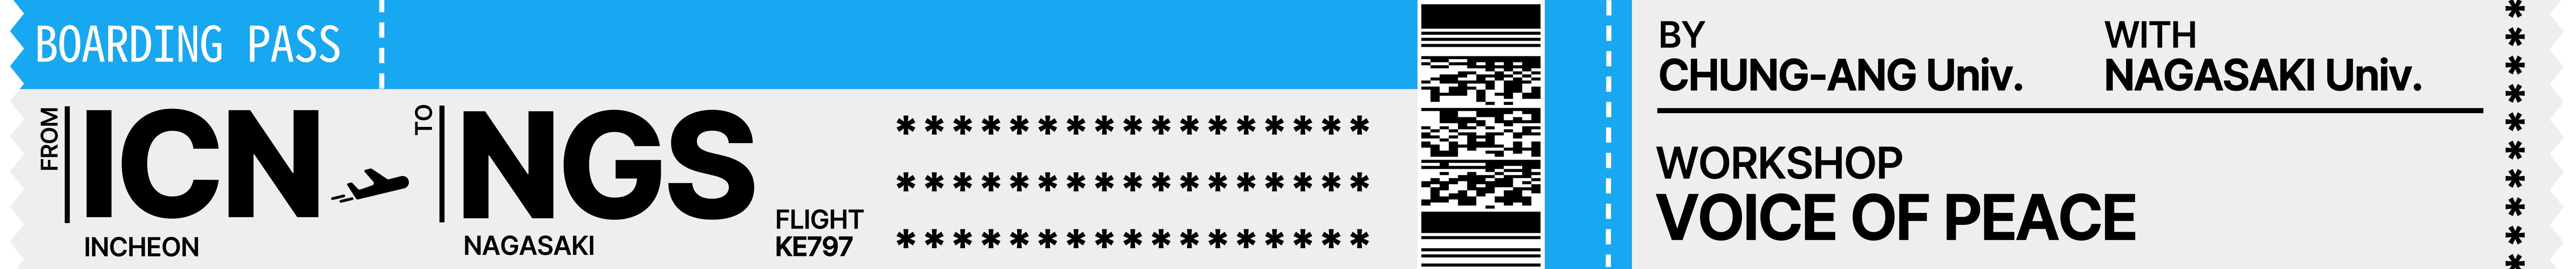 BOARDING PASS
FROM
ICN
INCHEON
TO
NGS
NAGASAKI
FLIGHT
KE797
* * * * * * * * * * * * * * * * *
* * * * * * * * * * * * * * * * *
* * * * * * * * * * * * * * * * *
BY
CHUNG-ANG Univ.
WITH
NAGASAKI Univ.
WORKSHOP
VOICE OF PEACE
* * * * * * * * * *